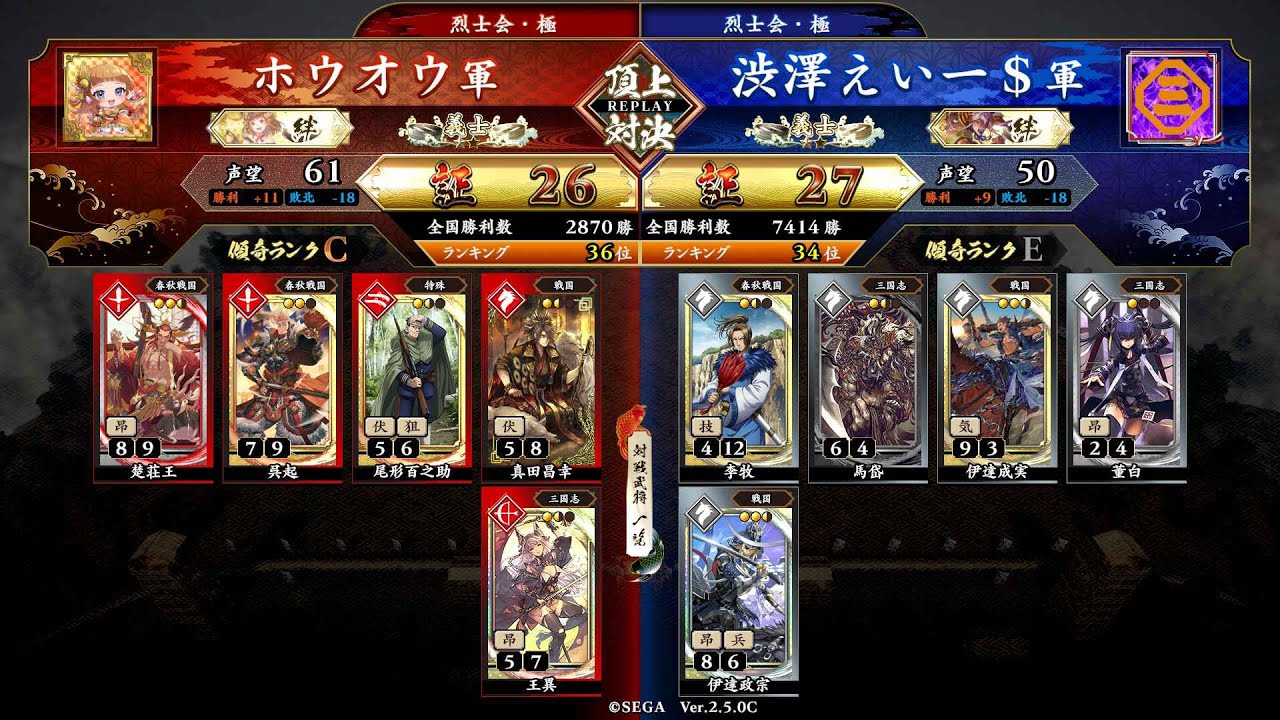 烈士会・極
烈士会・極
ホウオウ軍
渋澤えいー$軍
頂上
REPLAY
対決
絆
義士
義士
絆
声望 61
勝利 +11 敗北 -18
証 26
証 27
声望 50
勝利 +9 敗北 -18
全国勝利数 2870勝
全国勝利数 7414勝
ランキング 36位
ランキング 34位
傾奇ランクC
傾奇ランクE
春秋戦国
昴
8 9
楚荘王
春秋戦国
7 9
呉起
特殊
伏 狙
5 6
尾形百之助
戦国
伏
5 8
真田昌幸
春秋戦国
技
4 12
李牧
三国志
6 4
馬岱
戦国
気
9 3
伊達成実
三国志
昴
2 4
董白
対戦武将一覧
三国志
昴
5 7
王異
戦国
昴 兵
8 6
伊達政宗
©SEGA Ver.2.5.0C